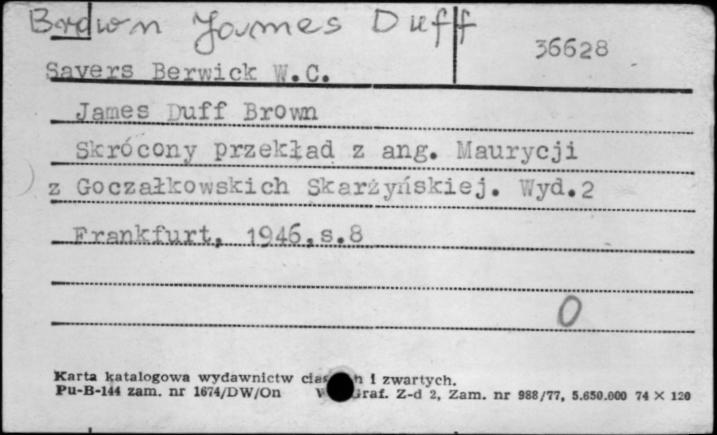 Brown James Duff
36628
Sayers Berwick W.C.
James Duff Brown
Skrócony przekład z ang. Maurycji
z Goczałkowskich Skarżyńskiej. Wyd.2
Frankfurt, 1946,s.8
0
Karta katalogowa wydawnictw i zwartych.
Pu-B-144 zam. nr 1674/DW/On Graf. Z-d 2, Zam. nr 988/77, 5.650.000 74 × 120